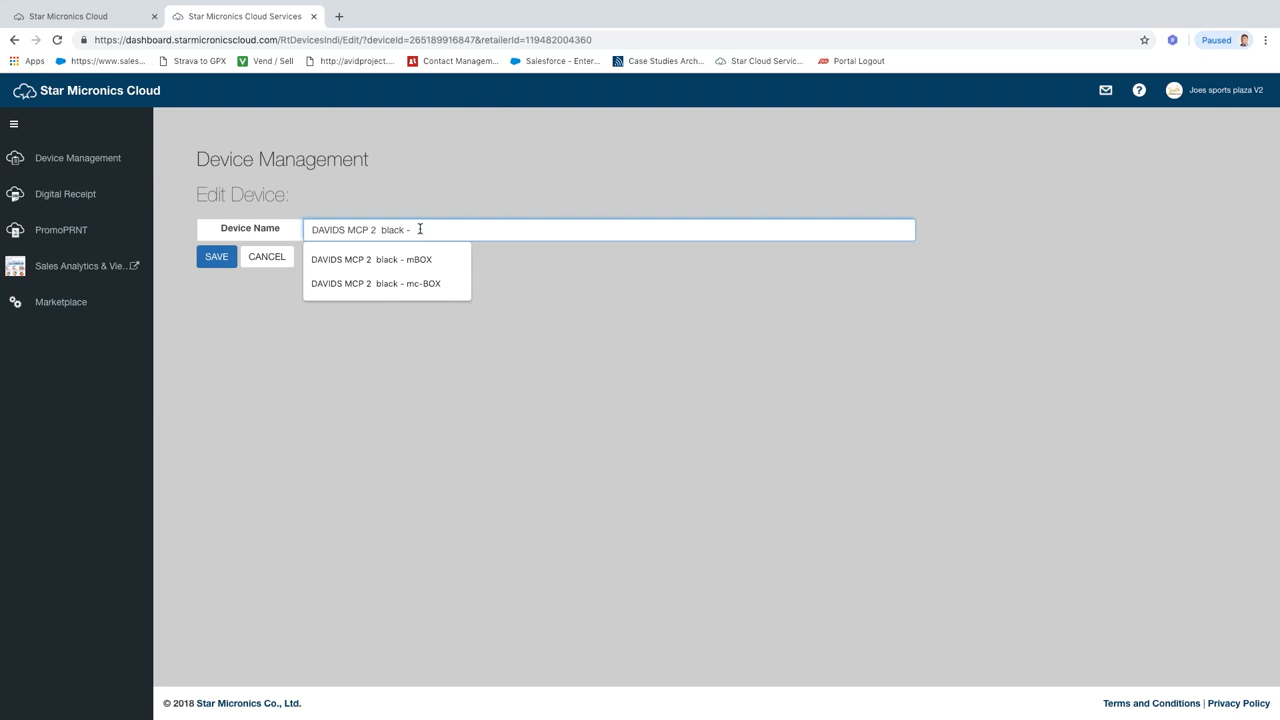 Star Micronics Cloud
Star Micronics Cloud Services
https://dashboard.starmicronicscloud.com/RtDevicesIndi/Edit/?deviceId=265189916847&retailerId=119482004360
Paused
Apps
https://www.sales...
Strava to GPX
Vend / Sell
http://avidproject....
Contact Managem...
Salesforce - Enter...
Case Studies Arch...
Star Cloud Servic...
Portal Logout
Star Micronics Cloud
Joes sports plaza V2
Device Management
Digital Receipt
PromoPRNT
Sales Analytics & Vie...
Marketplace
Device Management
Edit Device:
Device Name
DAVIDS MCP 2  black -
SAVE
CANCEL
DAVIDS MCP 2  black - mBOX
DAVIDS MCP 2  black - mc-BOX
© 2018 Star Micronics Co., Ltd.
Terms and Conditions | Privacy Policy